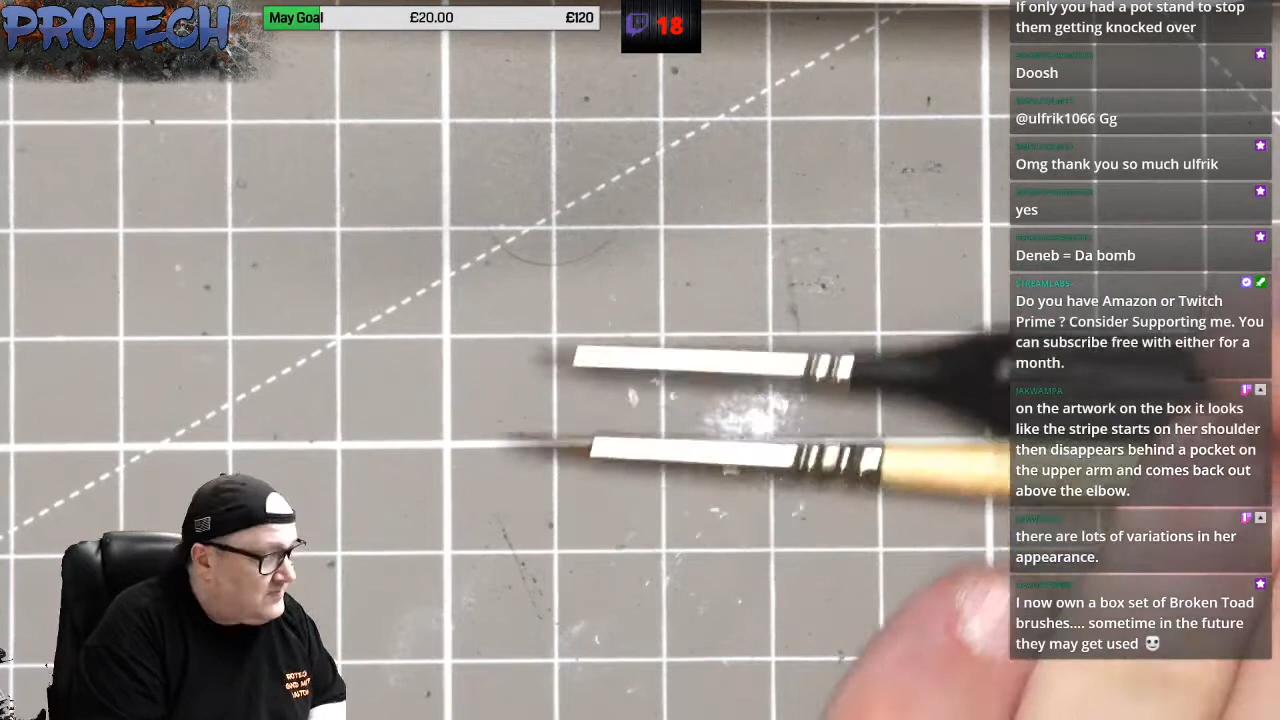 PROTECH
May Goal £20.00 £120
18
If only you had a pot stand to stop
them getting knocked over
Doosh
@ulfrik1066 Gg
Omg thank you so much ulfrik
yes
Deneb = Da bomb
STREAMLABS
Do you have Amazon or Twitch
Prime ? Consider Supporting me. You
can subscribe free with either for a
month.
JAKWAMPA
on the artwork on the box it looks
like the stripe starts on her shoulder
then disappears behind a pocket on
the upper arm and comes back out
above the elbow.
there are lots of variations in her
appearance.
I now own a box set of Broken Toad
brushes.... sometime in the future
they may get used
PROTECH